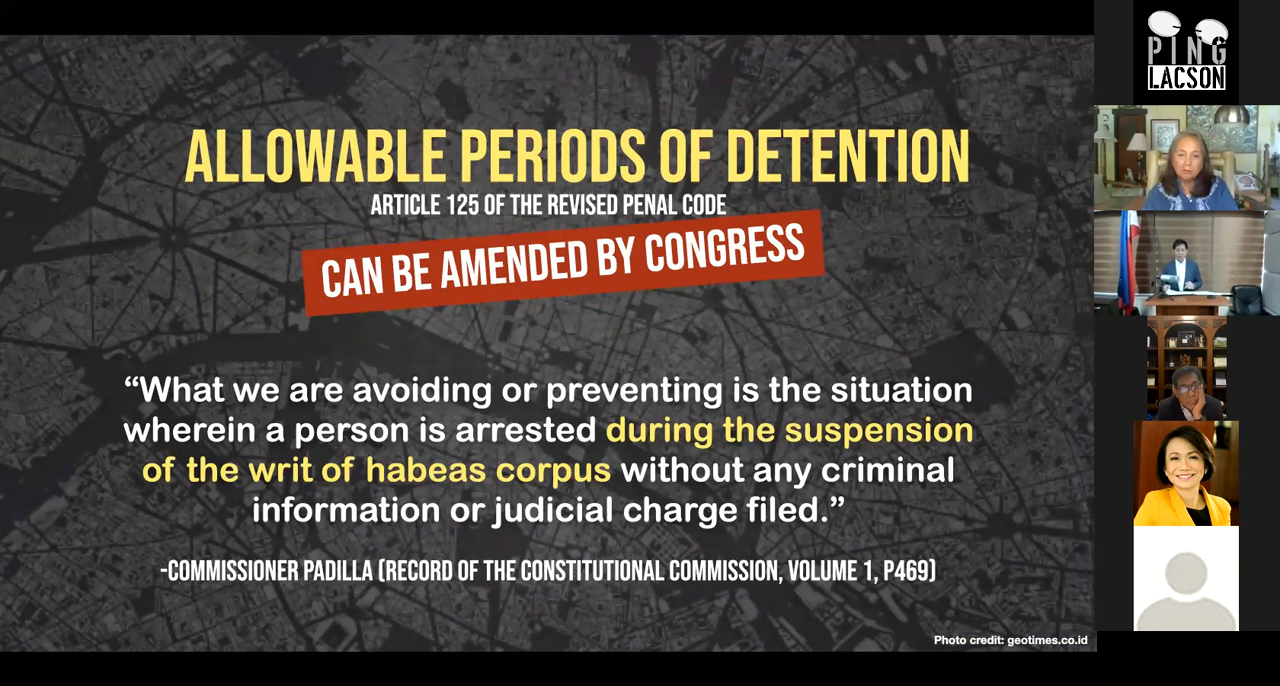 ALLOWABLE PERIODS OF DETENTION
ARTICLE 125 OF THE REVISED PENAL CODE
CAN BE AMENDED BY CONGRESS
“What we are avoiding or preventing is the situation
wherein a person is arrested during the suspension
of the writ of habeas corpus without any criminal
information or judicial charge filed.”
-COMMISSIONER PADILLA (RECORD OF THE CONSTITUTIONAL COMMISSION, VOLUME 1, P469)
Photo credit: geotimes.co.id
PING
LACSON